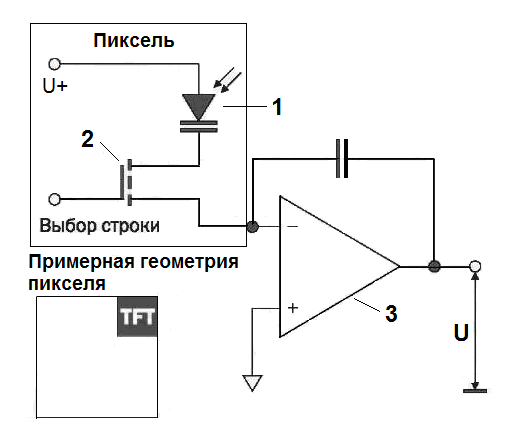 Пиксель
U+
1
2
Выбор строки
−
+
3
U
Примерная геометрия
пикселя
TFT